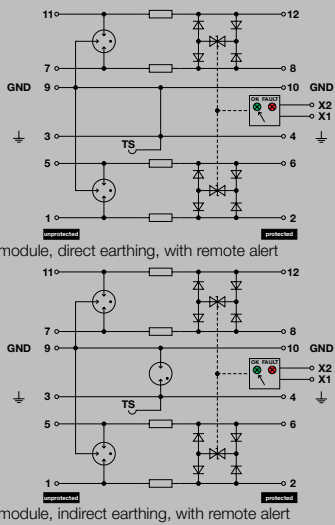 11 12
7 8
GND 9 10 GND
OK FAULT
X2
X1
3 4
TS
5 6
1 2
unprotected protected
module, direct earthing, with remote alert
11 12
7 8
GND 9 10 GND
OK FAULT
X2
X1
3 4
TS
5 6
1 2
unprotected protected
module, indirect earthing, with remote alert